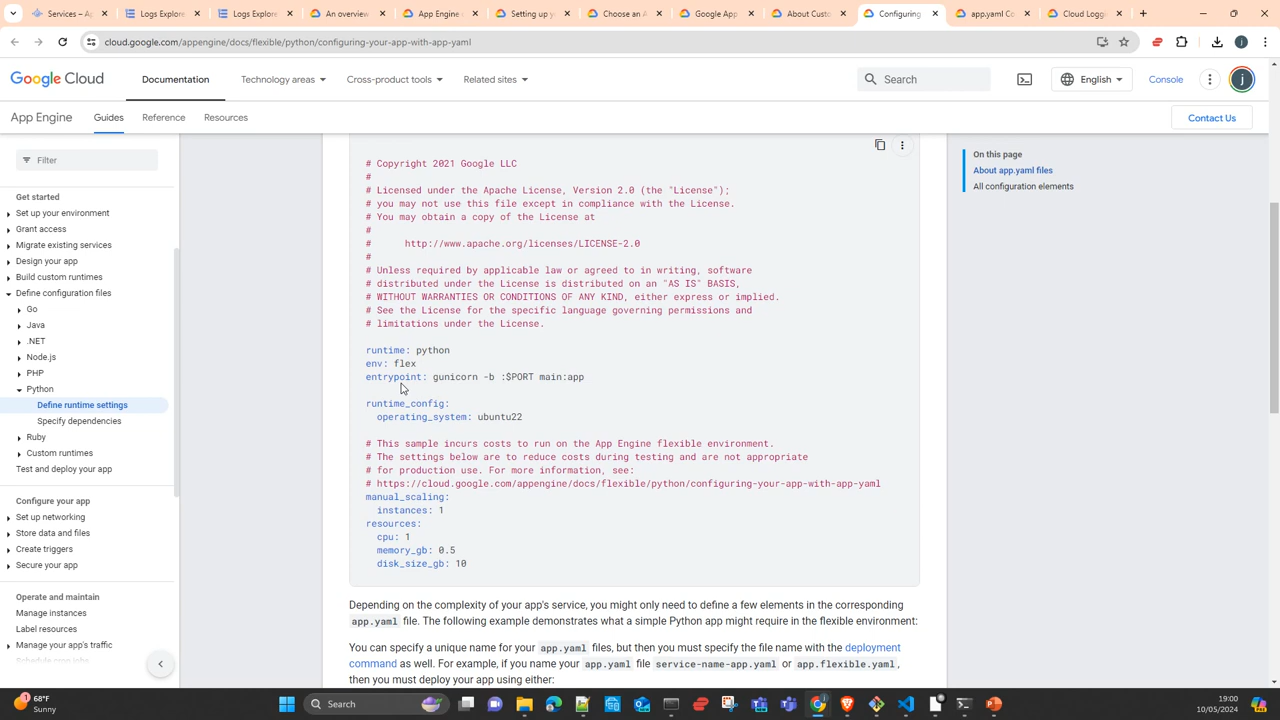 Services – Ap
Logs Explore
Logs Explore
An overview
App Engine
Setting up y
Choose an A
Google App
About Custo
Configuring
app.yaml Co
Cloud Loggi
cloud.google.com/appengine/docs/flexible/python/configuring-your-app-with-app-yaml
Google Cloud
Documentation
Technology areas
Cross-product tools
Related sites
Search
English
Console
j
App Engine
Guides
Reference
Resources
Contact Us
Filter
Get started
Set up your environment
Grant access
Migrate existing services
Design your app
Build custom runtimes
Define configuration files
Go
Java
.NET
Node.js
PHP
Python
Define runtime settings
Specify dependencies
Ruby
Custom runtimes
Test and deploy your app
Configure your app
Set up networking
Store data and files
Create triggers
Secure your app
Operate and maintain
Manage instances
Label resources
Manage your app's traffic
Schedule cron jobs
# Copyright 2021 Google LLC
#
# Licensed under the Apache License, Version 2.0 (the "License");
# you may not use this file except in compliance with the License.
# You may obtain a copy of the License at
#
# http://www.apache.org/licenses/LICENSE-2.0
#
# Unless required by applicable law or agreed to in writing, software
# distributed under the License is distributed on an "AS IS" BASIS,
# WITHOUT WARRANTIES OR CONDITIONS OF ANY KIND, either express or implied.
# See the License for the specific language governing permissions and
# limitations under the License.
runtime: python
env: flex
entrypoint: gunicorn -b :$PORT main:app
runtime_config:
operating_system: ubuntu22
# This sample incurs costs to run on the App Engine flexible environment.
# The settings below are to reduce costs during testing and are not appropriate
# for production use. For more information, see:
# https://cloud.google.com/appengine/docs/flexible/python/configuring-your-app-with-app-yaml
manual_scaling:
instances: 1
resources:
cpu: 1
memory_gb: 0.5
disk_size_gb: 10
Depending on the complexity of your app's service, you might only need to define a few elements in the corresponding
app.yaml file. The following example demonstrates what a simple Python app might require in the flexible environment:
You can specify a unique name for your app.yaml files, but then you must specify the file name with the deployment
command as well. For example, if you name your app.yaml file service-name-app.yaml or app.flexible.yaml,
then you must deploy your app using either:
On this page
About app.yaml files
All configuration elements
68°F
Sunny
Search
19:00
10/05/2024